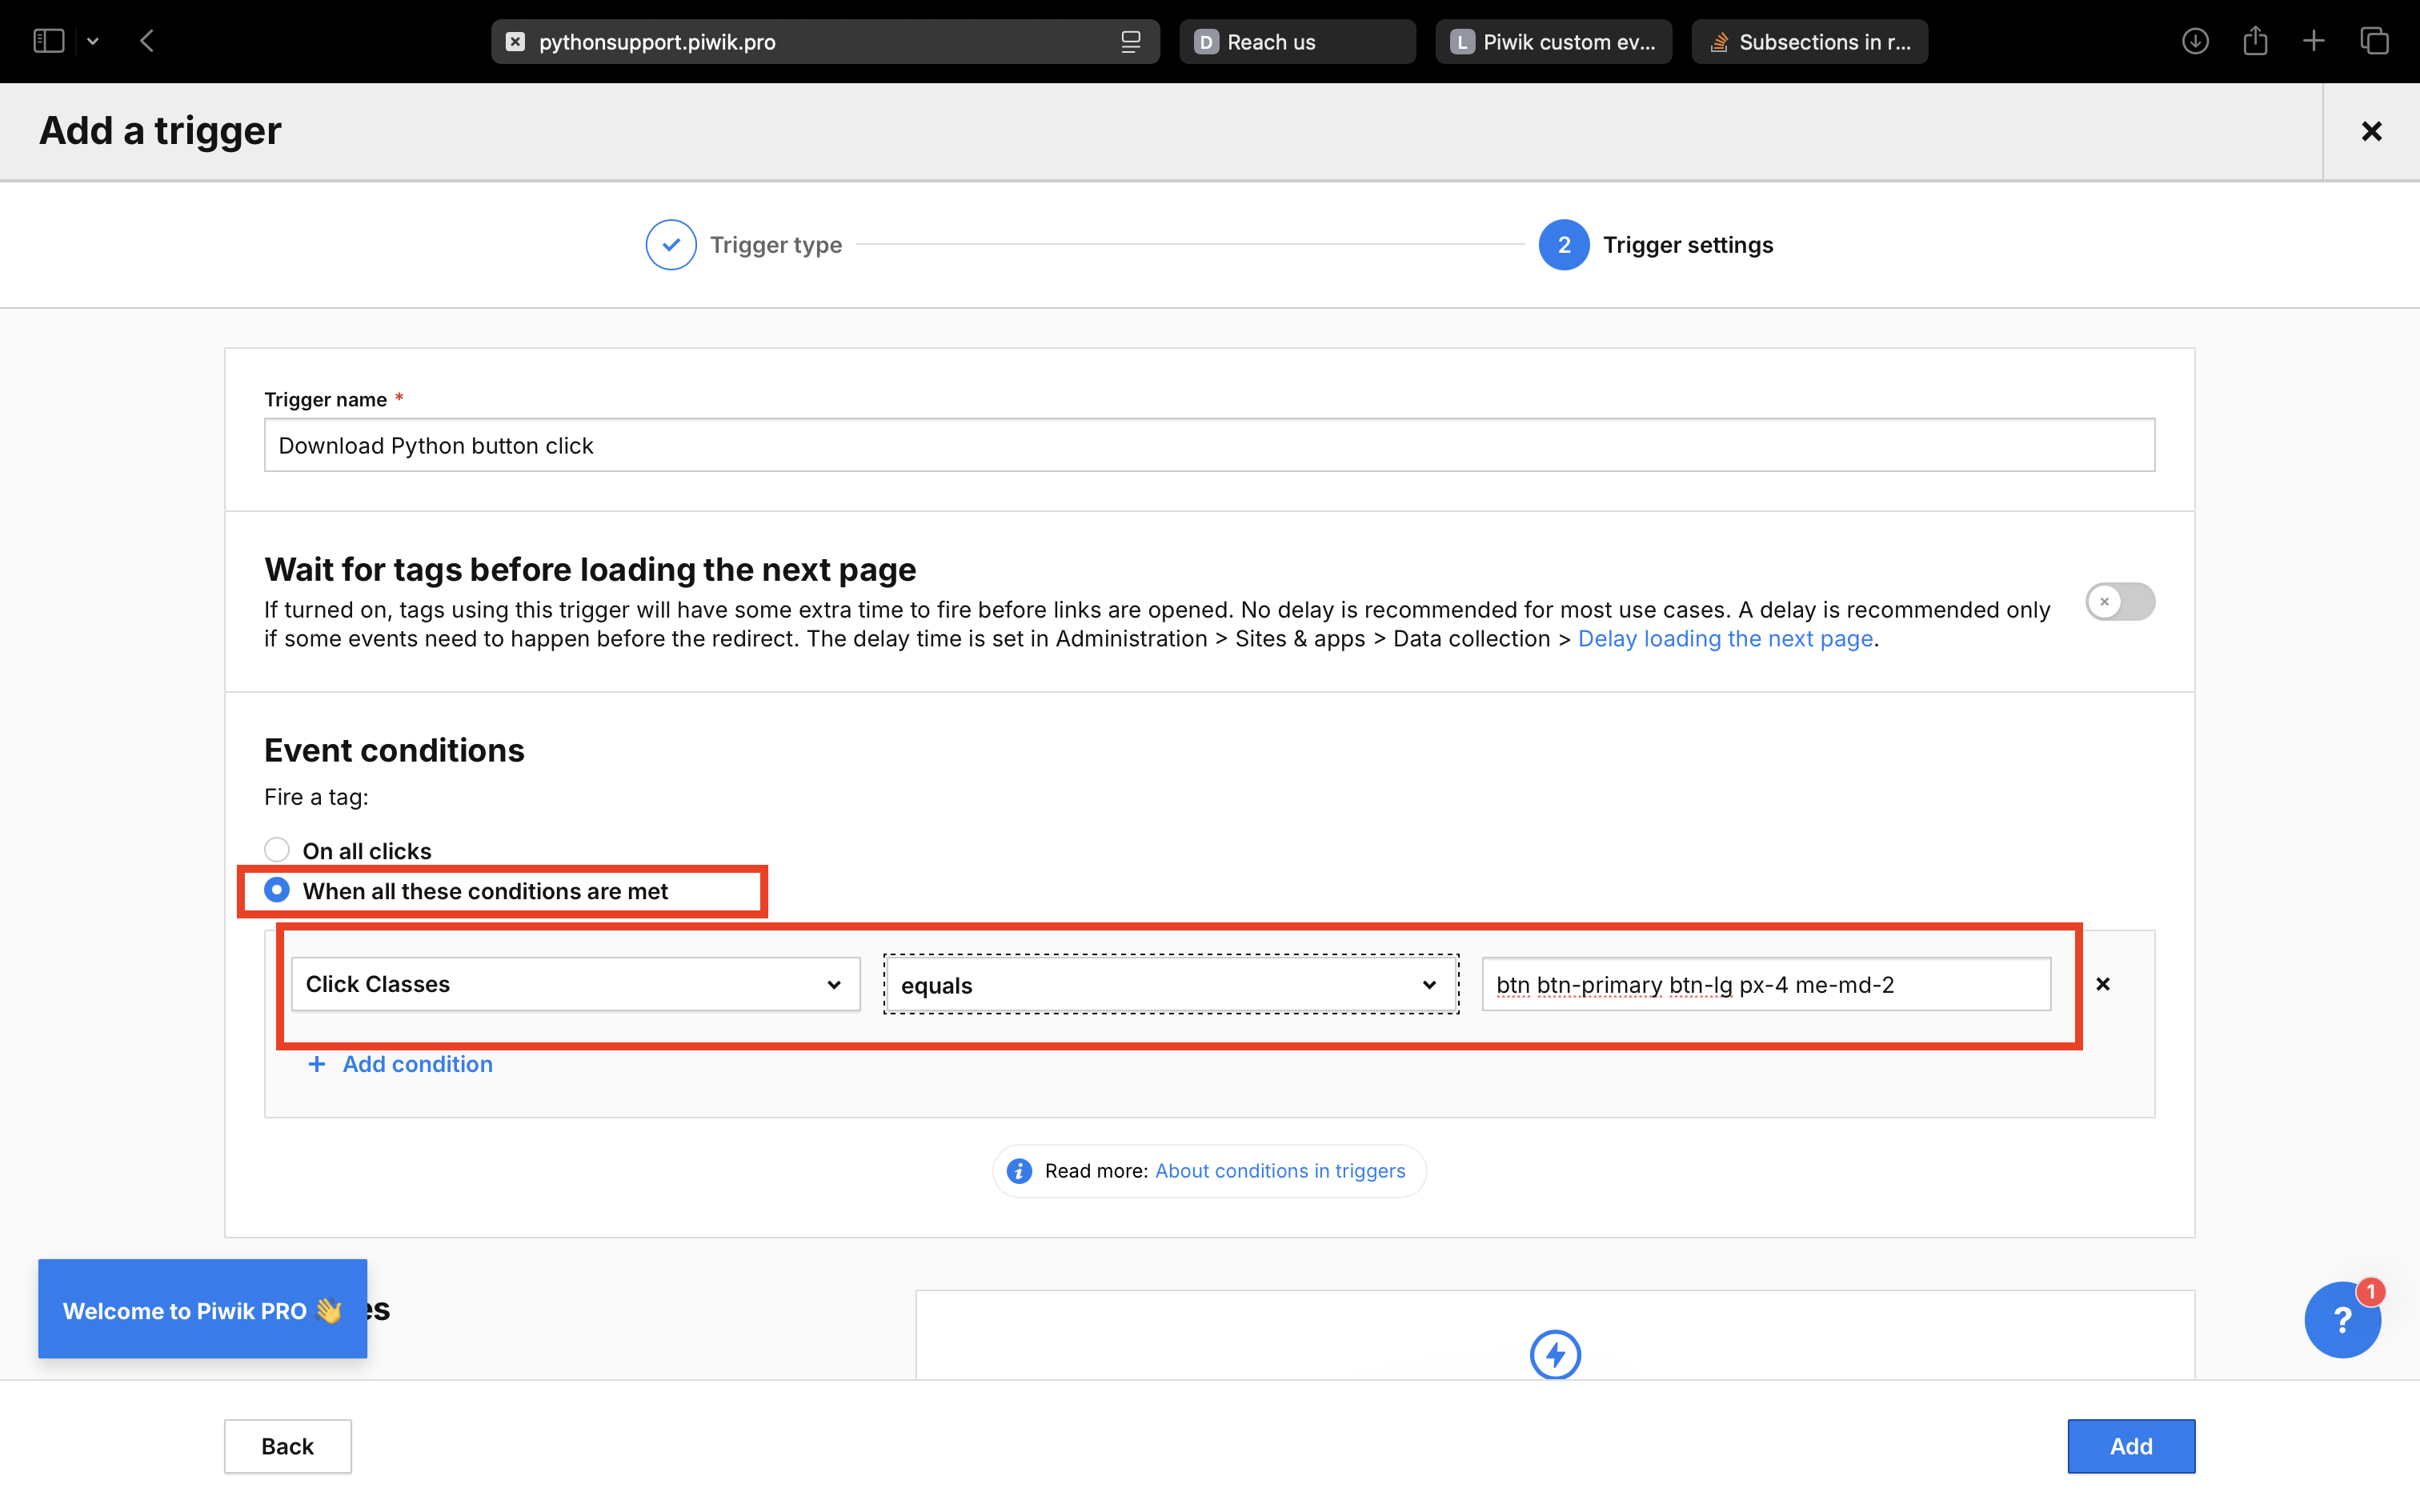 pythonsupport.piwik.pro
D Reach us
L Piwik custom ev...
Subsections in r...
Add a trigger
Trigger type
2 Trigger settings
Trigger name *
Download Python button click
Wait for tags before loading the next page
If turned on, tags using this trigger will have some extra time to fire before links are opened. No delay is recommended for most use cases. A delay is recommended only
if some events need to happen before the redirect. The delay time is set in Administration > Sites & apps > Data collection > Delay loading the next page.
Event conditions
Fire a tag:
On all clicks
When all these conditions are met
Click Classes
equals
btn btn-primary btn-lg px-4 me-md-2
+ Add condition
Read more: About conditions in triggers
Welcome to Piwik PRO 👋
es
1
?
Back
Add